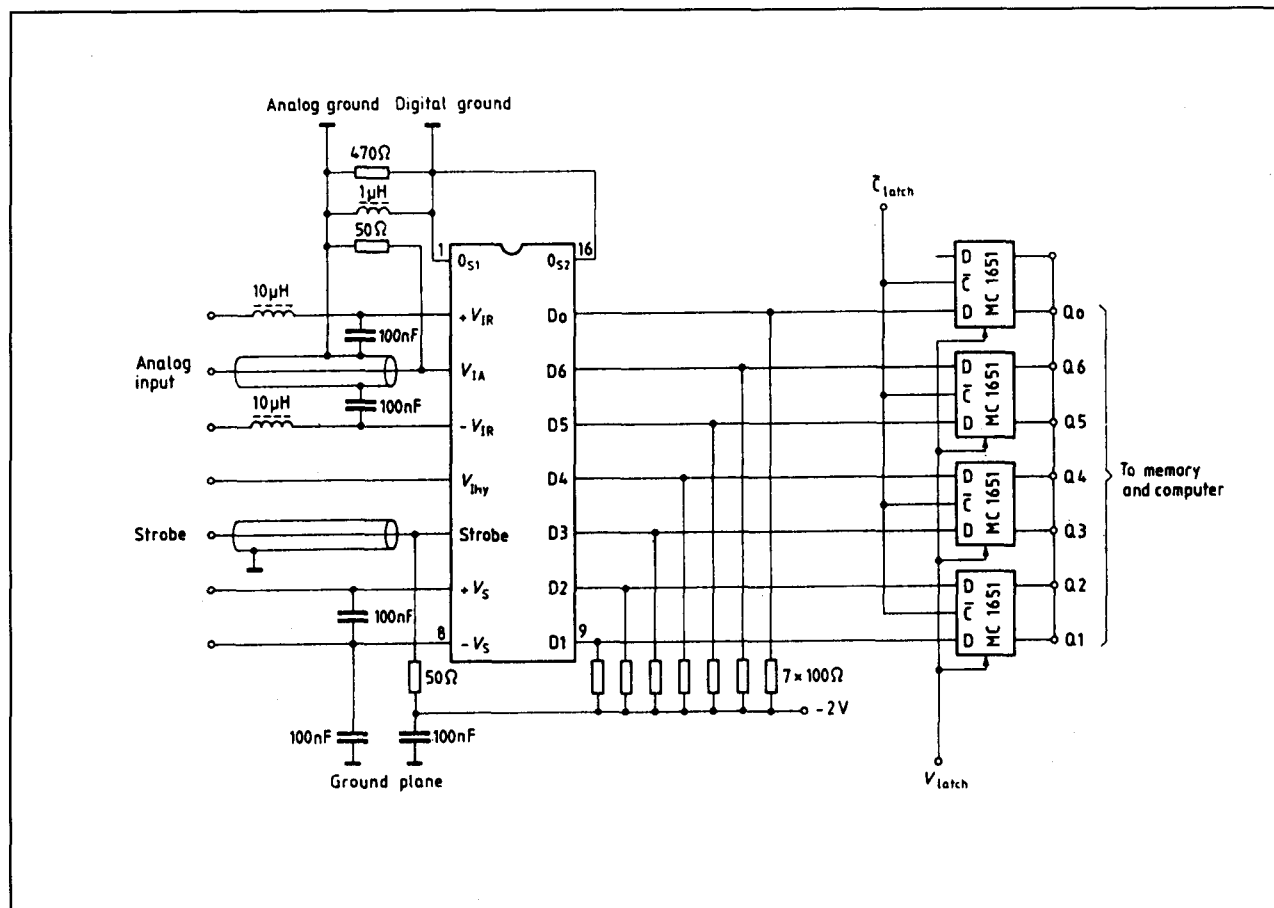 Analog ground Digital ground
470Ω
1μH
50Ω
1 16
0S1 0S2
C̄latch
10μH
+VIR
100nF
D0
D
C̄
D
MC 1651
Q0
Analog
input
VIA
D6
D
C̄
D
MC 1651
Q6
10μH
100nF
-VIR
D5
Q5
VIhy
D4
D
C̄
D
MC 1651
Q4
To memory
and computer
Strobe
Strobe
D3
Q3
+VS
100nF
D2
D
C̄
D
MC 1651
Q2
8
-VS
D1
9
Q1
50Ω
7×100Ω
-2V
100nF
100nF
Ground plane
Vlatch